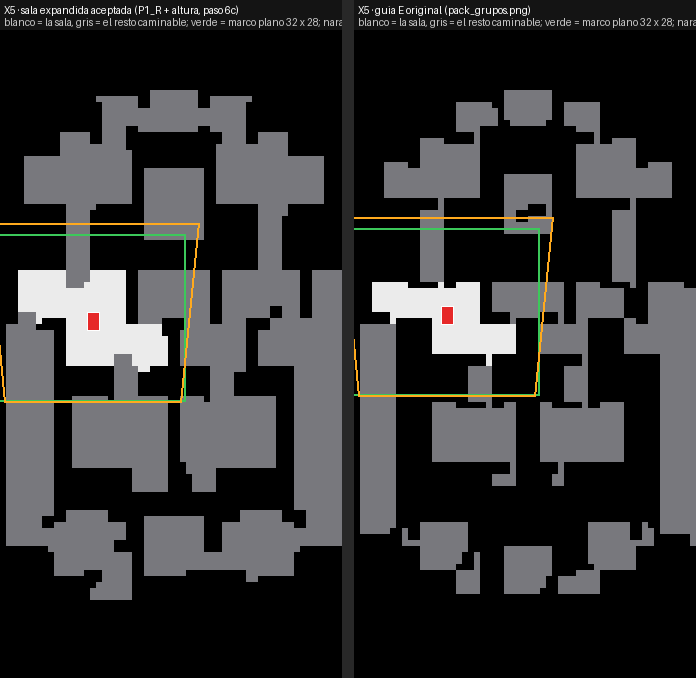 X5 · sala expandida aceptada (P1_R + altura, paso 6c)
blanco = la sala, gris = el resto caminable; verde = marco plano 32 x 28; nara
X5 · guia E original (pack_grupos.png)
blanco = la sala, gris = el resto caminable; verde = marco plano 32 x 28; nara